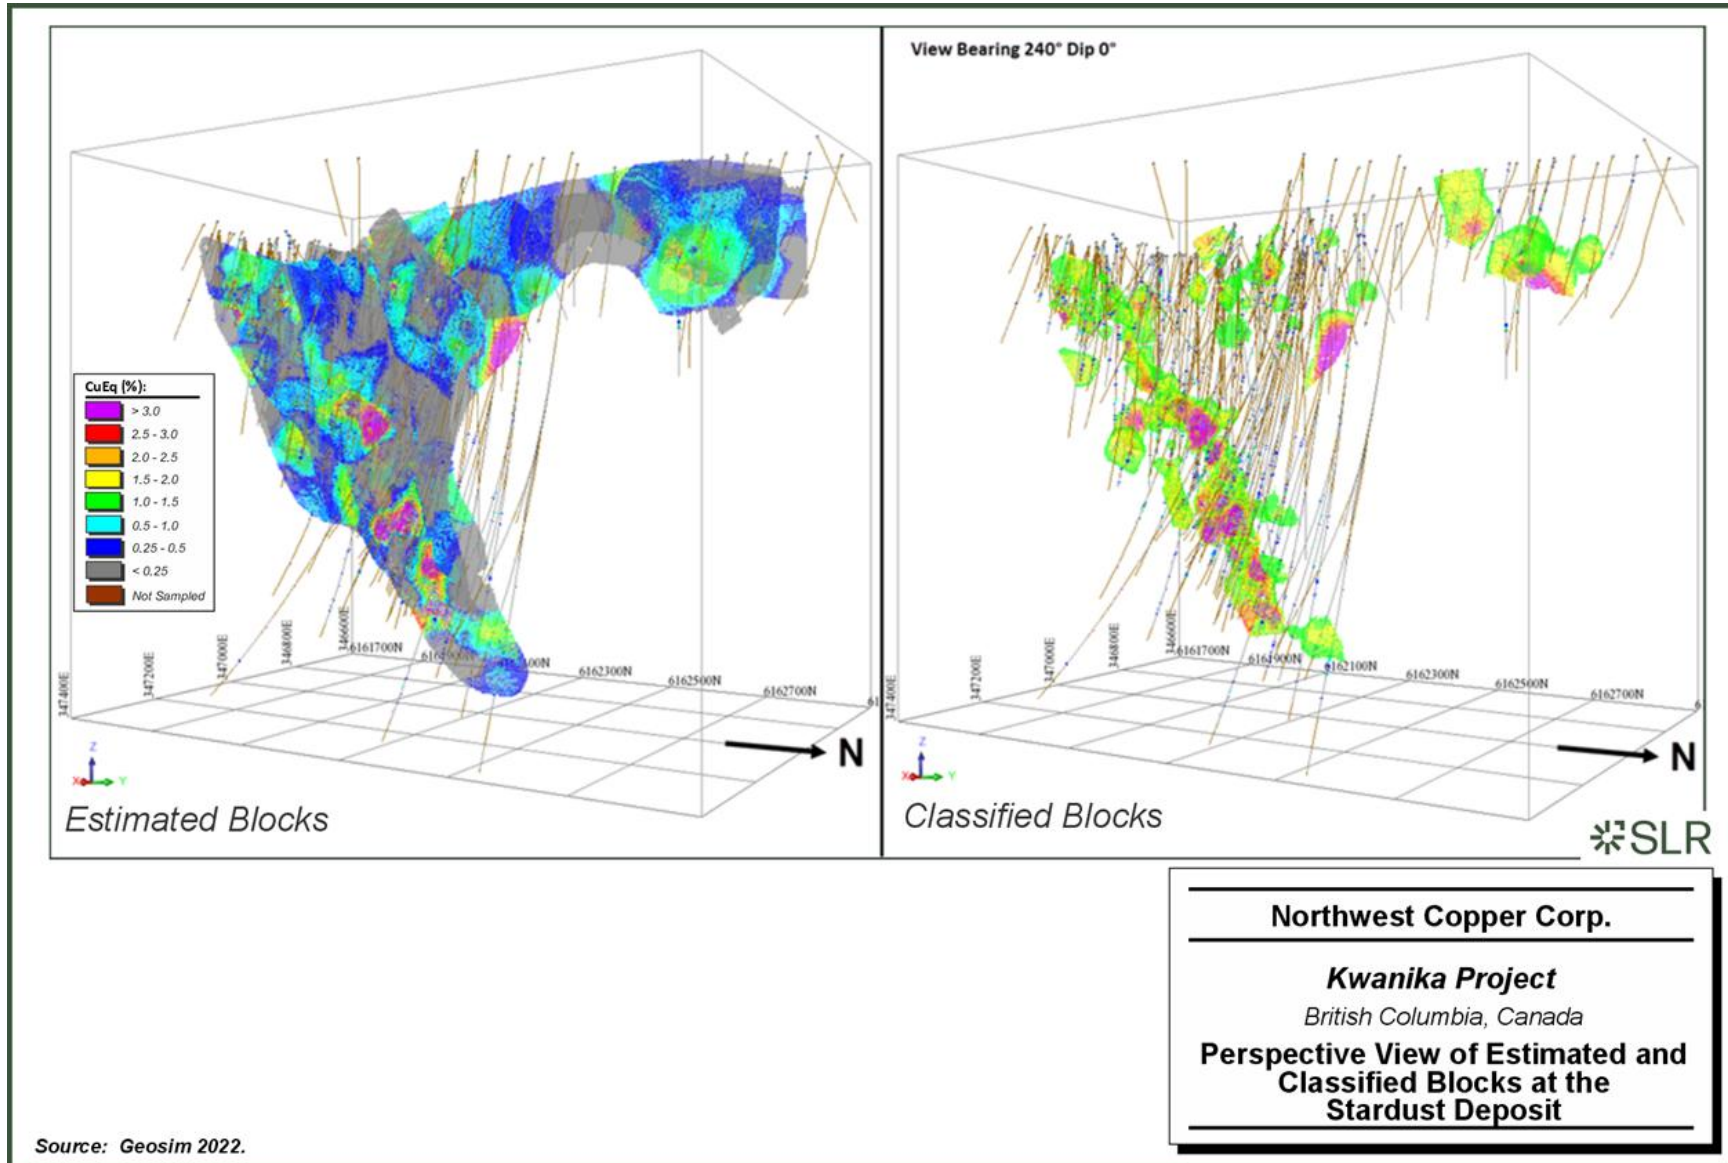 View Bearing 240° Dip 0°
CuEq (%):
> 3.0
2.5 - 3.0
2.0 - 2.5
1.5 - 2.0
1.0 - 1.5
0.5 - 1.0
0.25 - 0.5
< 0.25
Not Sampled
347400E
347200E
347000E
346800E
346600E
6161700N
6162300N
6162500N
6162700N
61
N
Z
X
Y
Estimated Blocks
347400E
347200E
347000E
346800E
346600E
6161700N
6161900N
6162100N
6162300N
6162500N
6162700N
6
N
Z
X
Y
Classified Blocks
SLR
Northwest Copper Corp.
Kwanika Project
British Columbia, Canada
Perspective View of Estimated and
Classified Blocks at the
Stardust Deposit
Source: Geosim 2022.